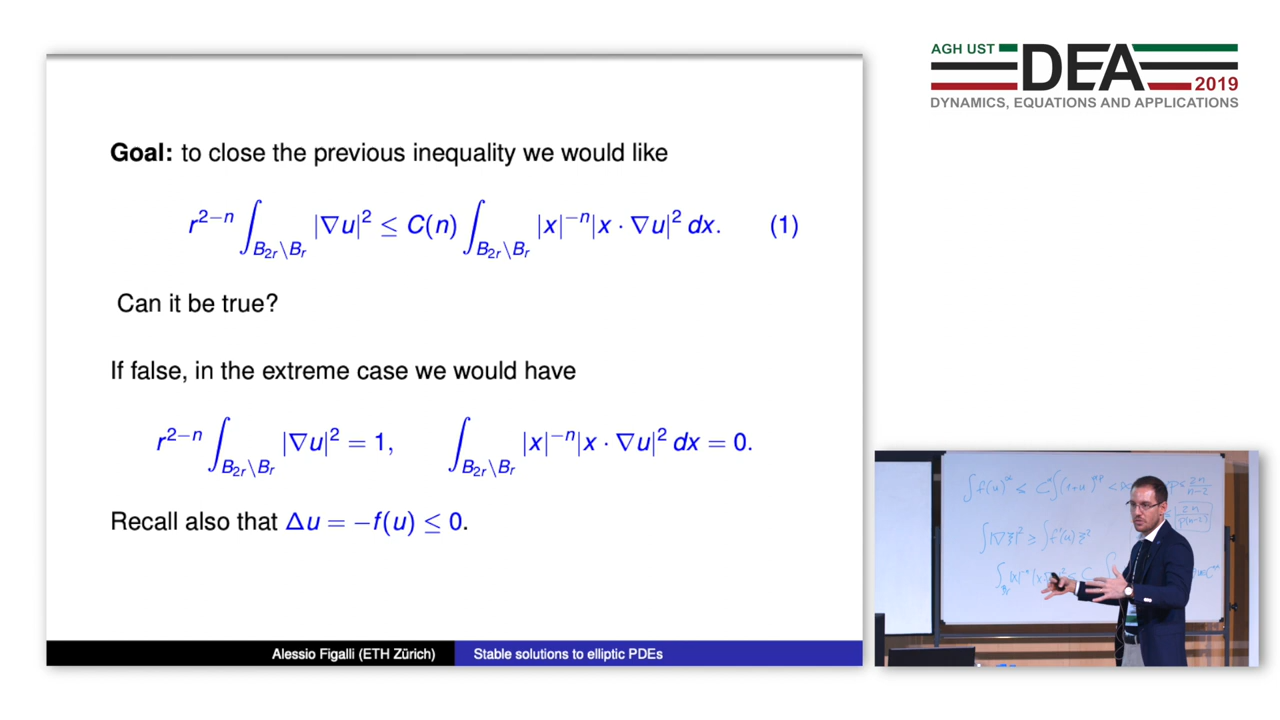 AGH UST
DEA
2019
DYNAMICS, EQUATIONS AND APPLICATIONS
Goal: to close the previous inequality we would like
r^{2−n} ∫_{B_{2r}\B_r} |∇u|² ≤ C(n) ∫_{B_{2r}\B_r} |x|^{−n}|x · ∇u|² dx. (1)
Can it be true?
If false, in the extreme case we would have
r^{2−n} ∫_{B_{2r}\B_r} |∇u|² = 1, ∫_{B_{2r}\B_r} |x|^{−n}|x · ∇u|² dx = 0.
Recall also that Δu = −f(u) ≤ 0.
Alessio Figalli (ETH Zürich) Stable solutions to elliptic PDEs